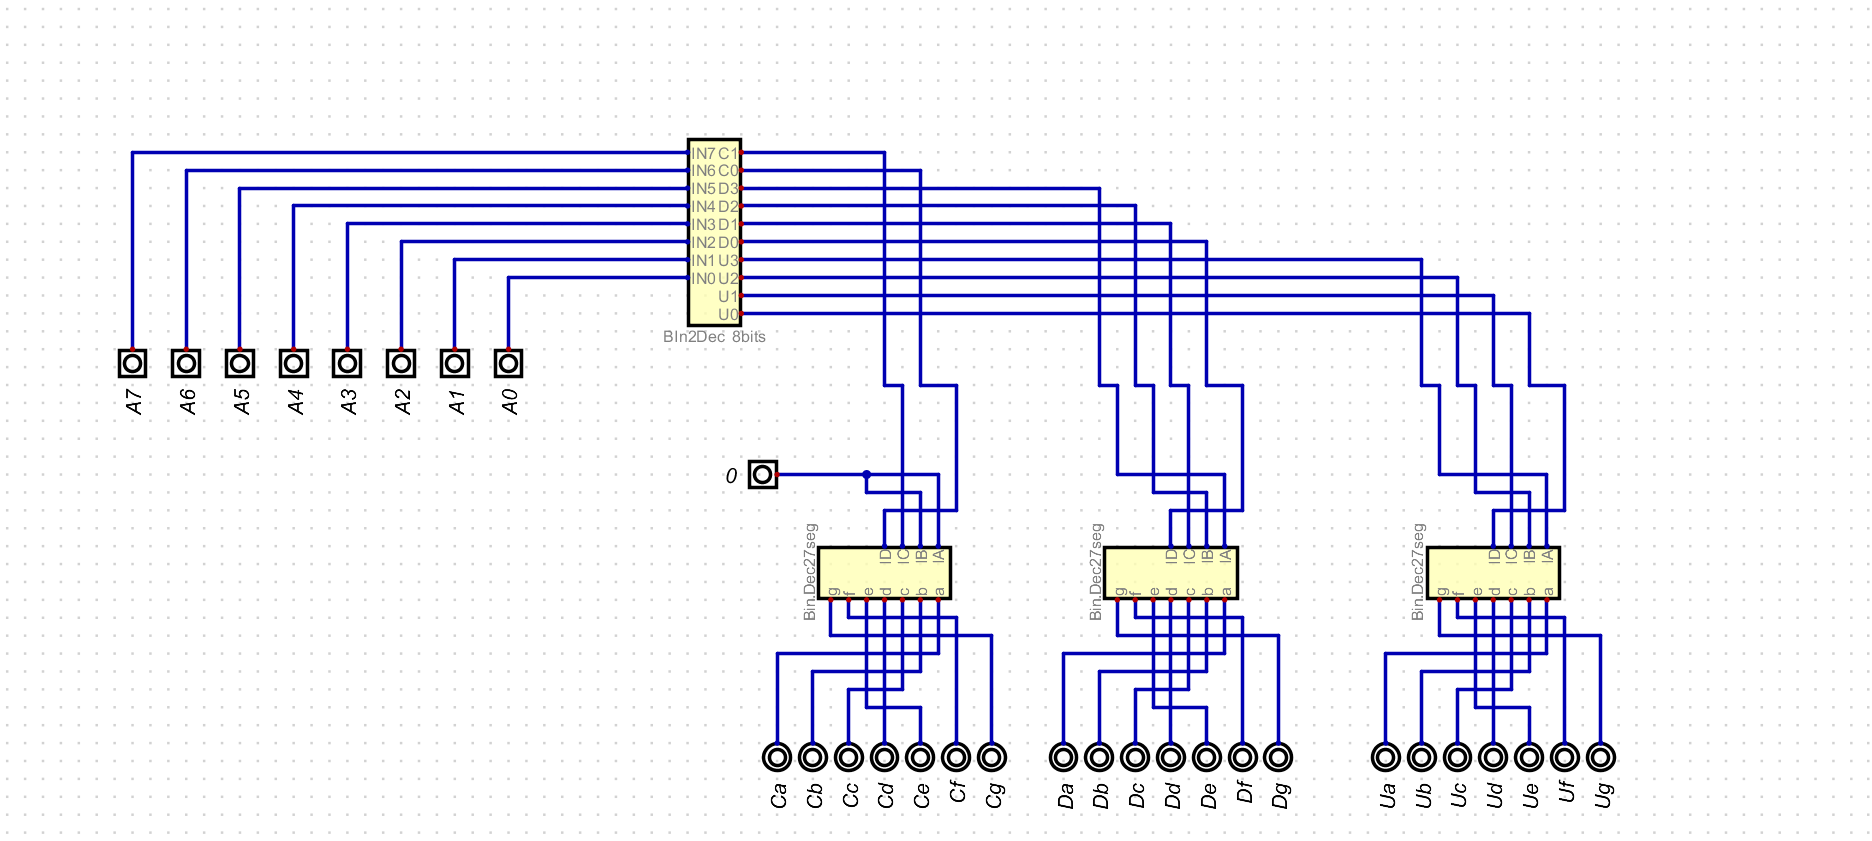 IN7 C1
IN6 C0
IN5 D3
IN4 D2
IN3 D1
IN2 D0
IN1 U3
IN0 U2
U1
U0
BIn2Dec 8bits
A7 A6 A5 A4 A3 A2 A1 A0
0
Bin.Dec27seg
ID IC IB IA
g f e d c b a
Bin.Dec27seg
ID IC IB IA
g f e d c b a
Bin.Dec27seg
ID IC IB IA
g f e d c b a
Ca Cb Cc Cd Ce Cf Cg
Da Db Dc Dd De Df Dg
Ua Ub Uc Ud Ue Uf Ug